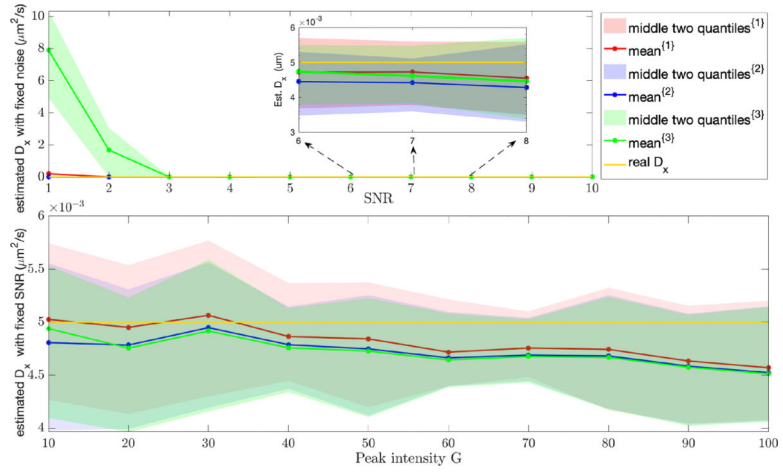 estimated D_x with fixed noise (μm²/s)
10
8
6
4
2
0
1 2 3 4 5 6 7 8 9 10
SNR
×10⁻³
Est. D_x (um)
6
5
4
3
6 7 8
middle two quantiles{1}
mean{1}
middle two quantiles{2}
mean{2}
middle two quantiles{3}
mean{3}
real D_x
×10⁻³
estimated D_x with fixed SNR (μm²/s)
6
5.5
5
4.5
4
10 20 30 40 50 60 70 80 90 100
Peak intensity G